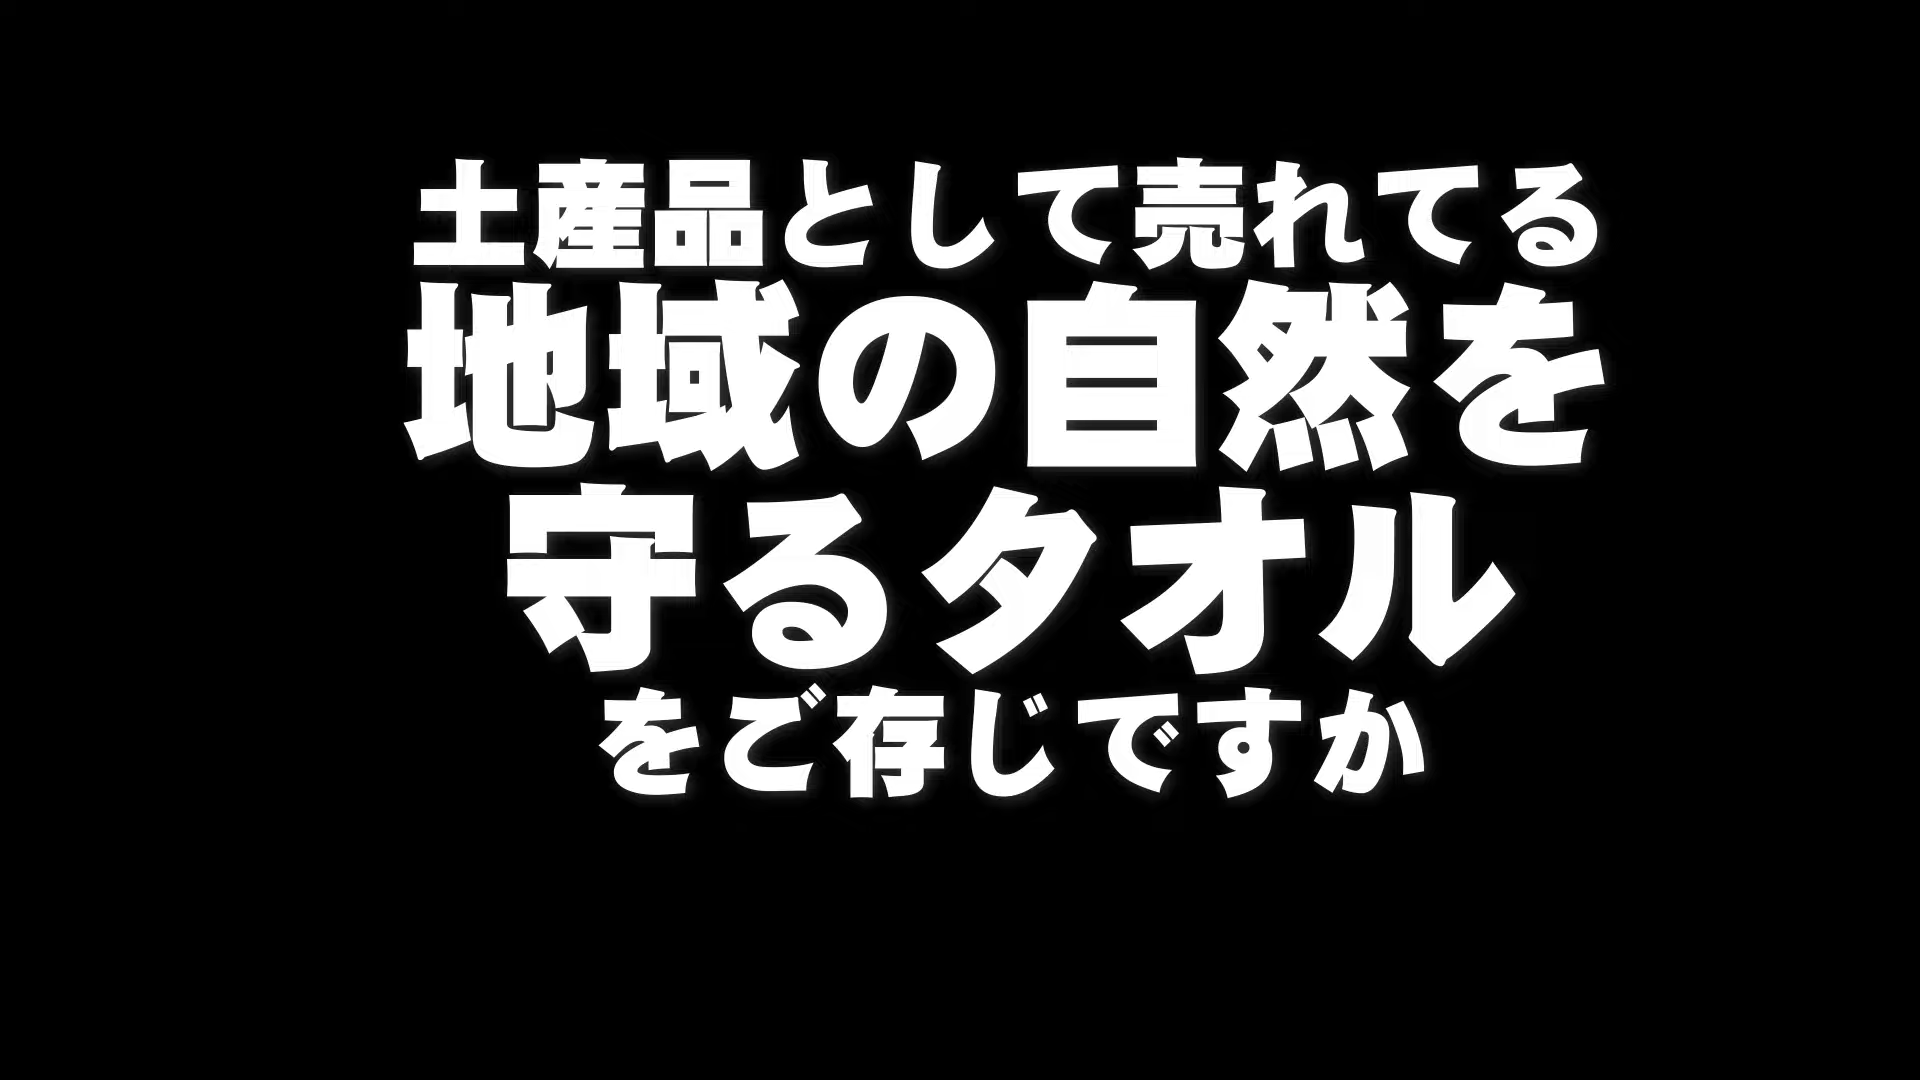 土産品として売れてる
地域の自然を
守るタオル
をご存じですか